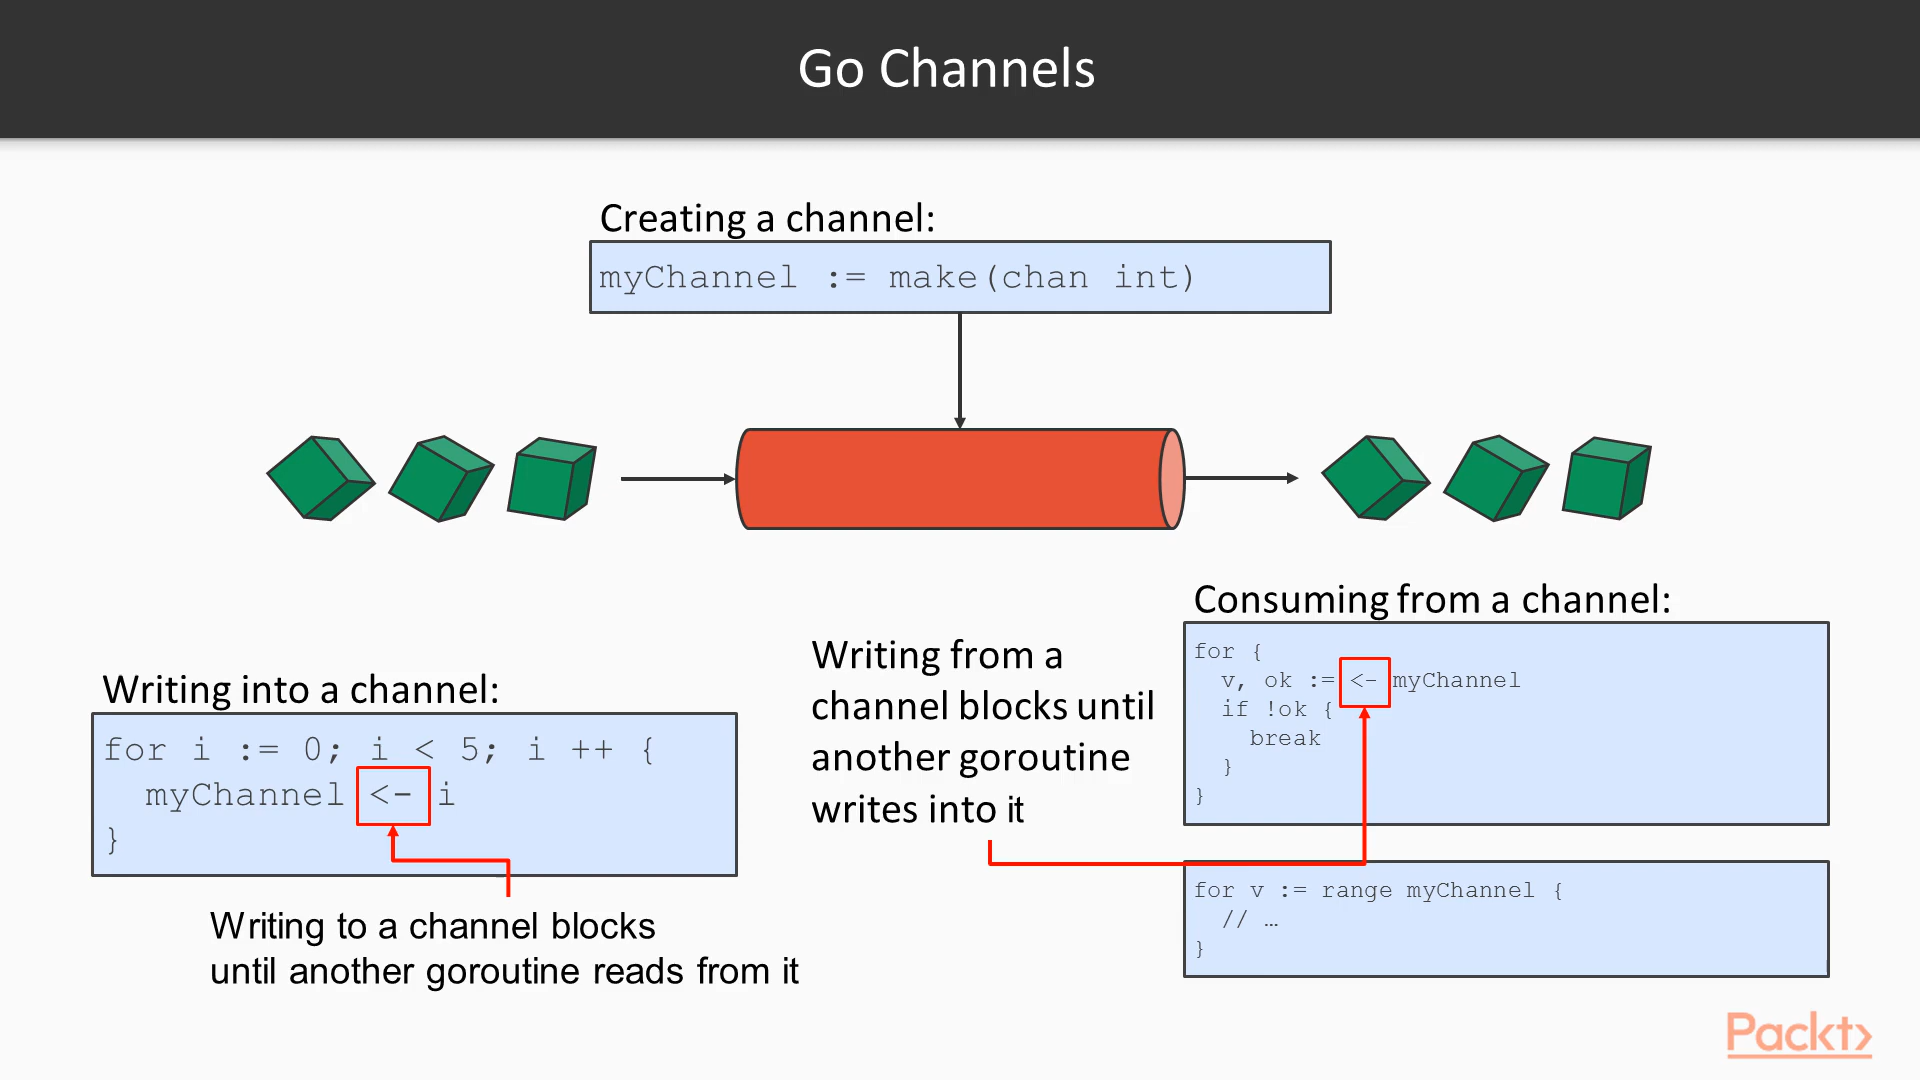 Go Channels
Creating a channel:
myChannel := make(chan int)
Writing into a channel:
for i := 0; i < 5; i ++ {
  myChannel <- i
}
Writing to a channel blocks
until another goroutine reads from it
Writing from a
channel blocks until
another goroutine
writes into it
Consuming from a channel:
for {
  v, ok := <- myChannel
  if !ok {
    break
  }
}
for v := range myChannel {
  // …
}
Packt>